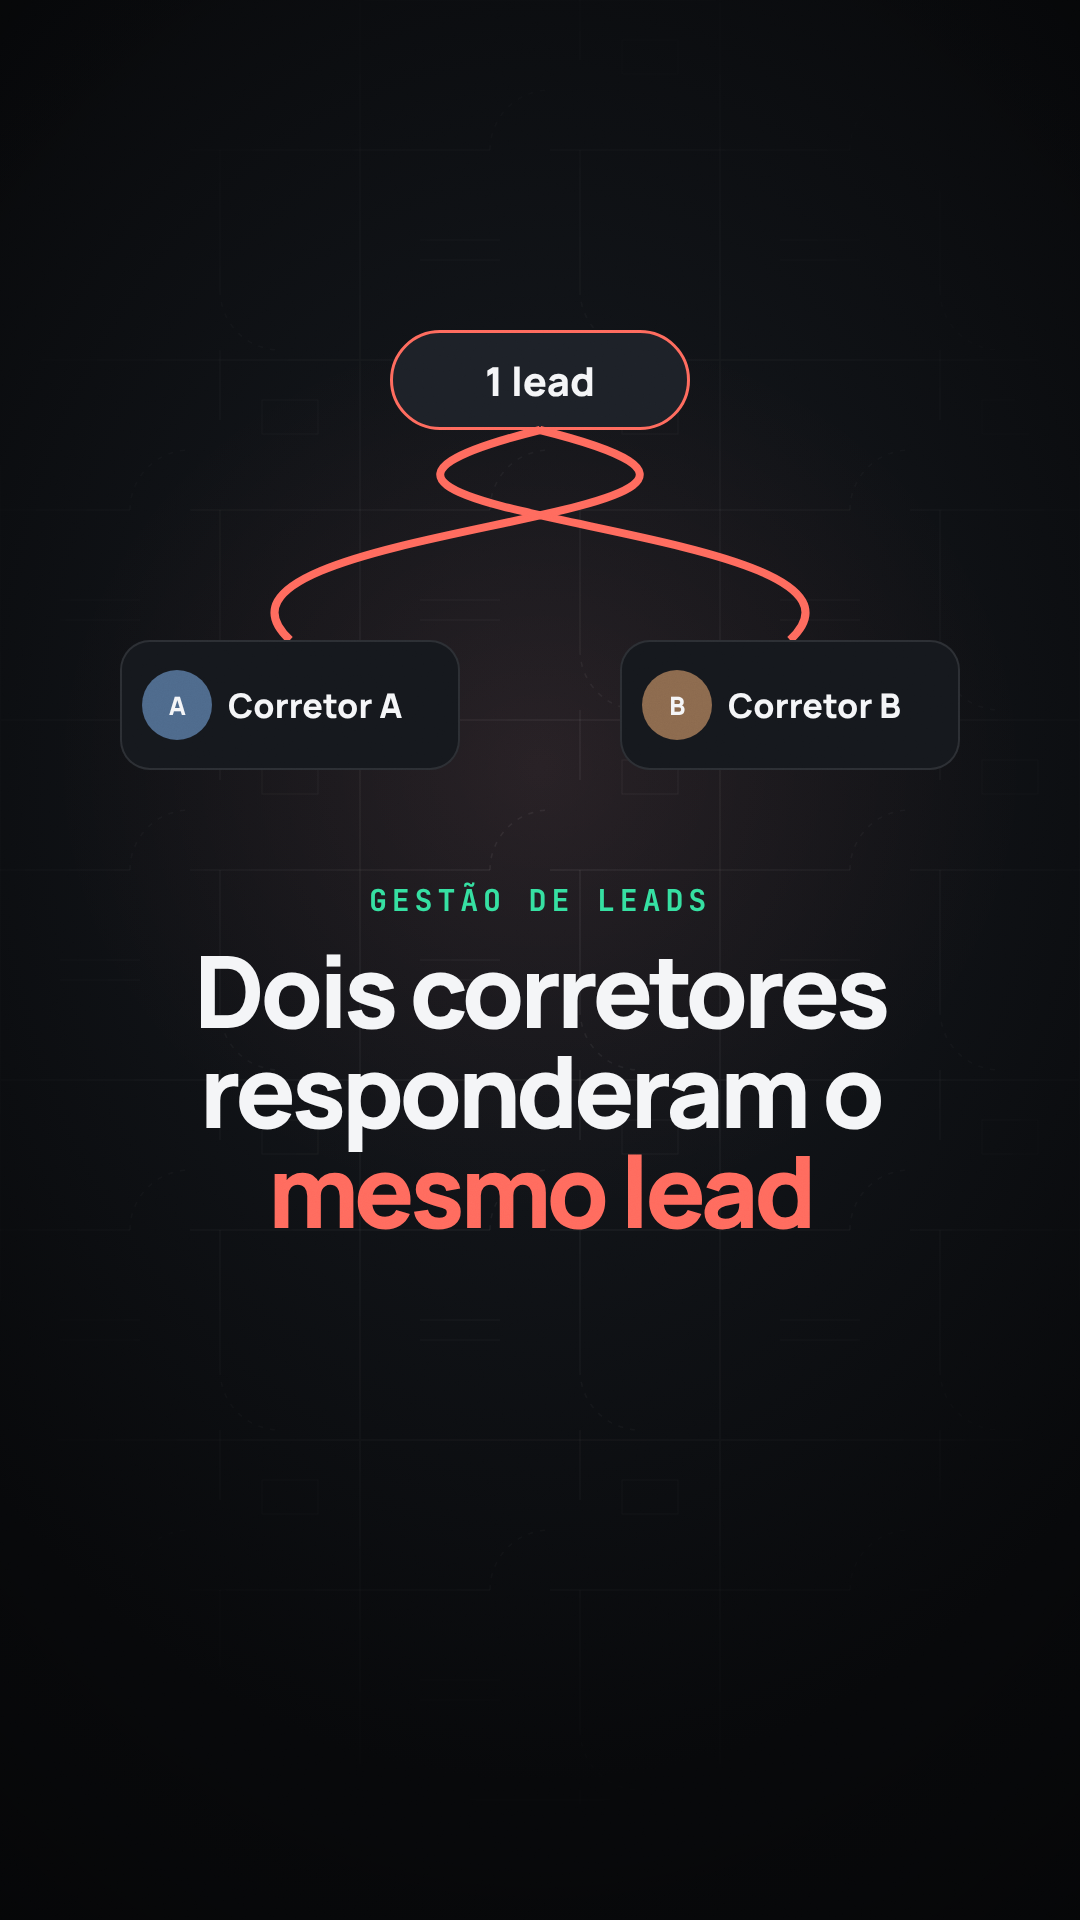 1 lead
A Corretor A
B Corretor B
GESTÃO DE LEADS
Dois corretores
responderam o
mesmo lead